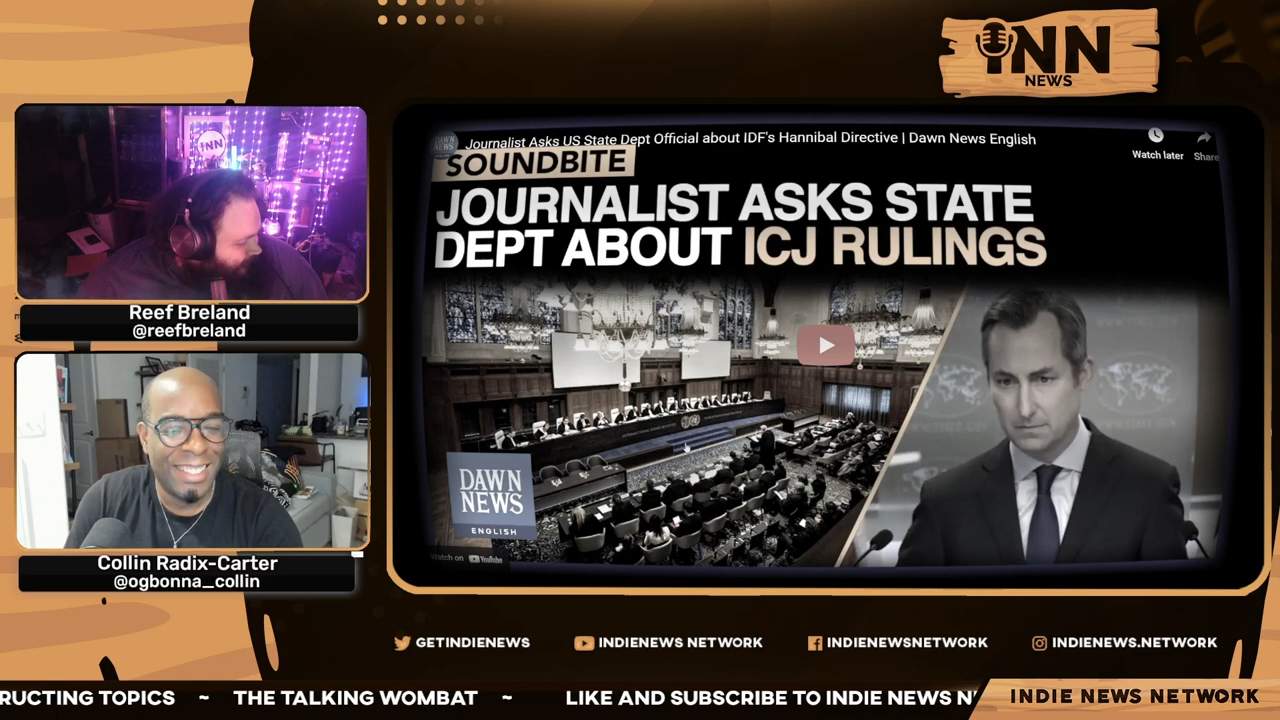 INN
NEWS
INN
Reef Breland
@reefbreland
Collin Radix-Carter
@ogbonna_collin
DAWN
NEWS
Journalist Asks US State Dept Official about IDF's Hannibal Directive | Dawn News English
Watch later
Share
SOUNDBITE
JOURNALIST ASKS STATE
DEPT ABOUT ICJ RULINGS
DAWN
NEWS
ENGLISH
Watch on YouTube
GETINDIENEWS
INDIENEWS NETWORK
INDIENEWSNETWORK
INDIENEWS.NETWORK
RUCTING TOPICS ~ THE TALKING WOMBAT ~ LIKE AND SUBSCRIBE TO INDIE NEWS N
INDIE NEWS NETWORK